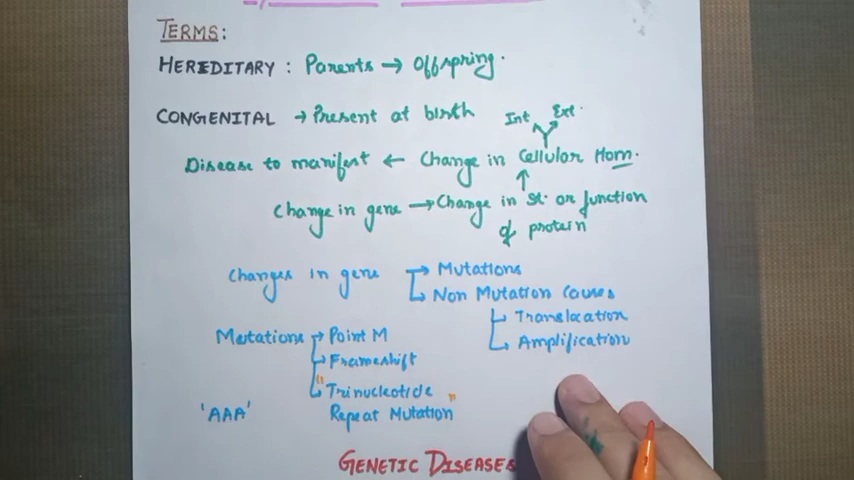 TERMS:
HEREDITARY : Parents → Offspring.
CONGENITAL → Present at birth
Int Ext.
Disease to manifest ← Change in Cellular Hom.
Change in gene → Change in St. or function
of protein
Changes in gene → Mutations
→ Non Mutation Causes
→ Translocation
→ Amplification
Mutations → Point M
→ Frameshift
→ "Trinucleotide
Repeat Mutation"
'AAA'
GENETIC DISEASES